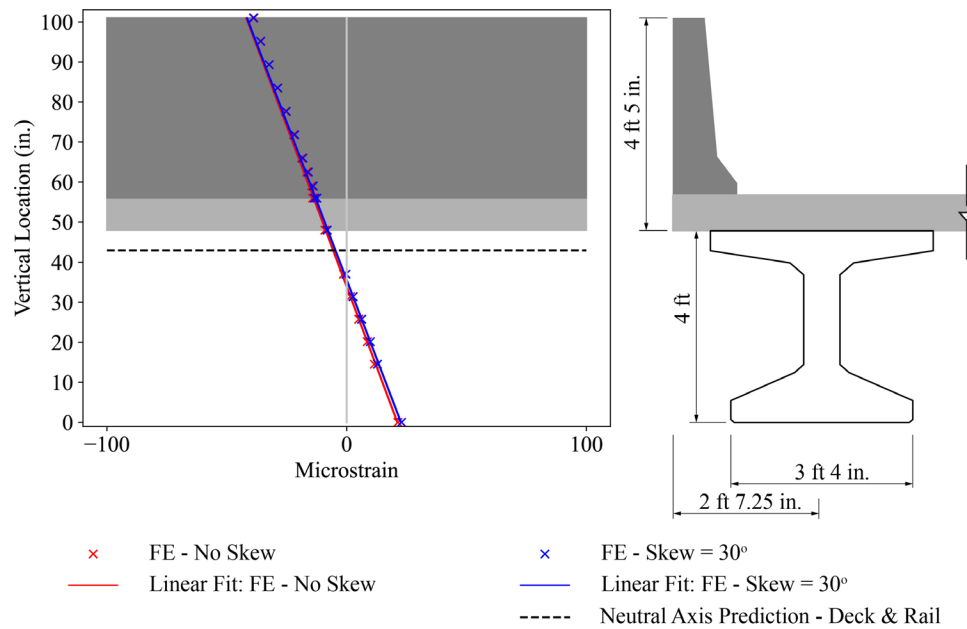 100
90
80
70
60
50
40
30
20
10
0
Vertical Location (in.)
−100
0
100
Microstrain
4 ft 5 in.
4 ft
3 ft 4 in.
2 ft 7.25 in.
FE - No Skew
Linear Fit: FE - No Skew
FE - Skew = 30°
Linear Fit: FE - Skew = 30°
Neutral Axis Prediction - Deck & Rail